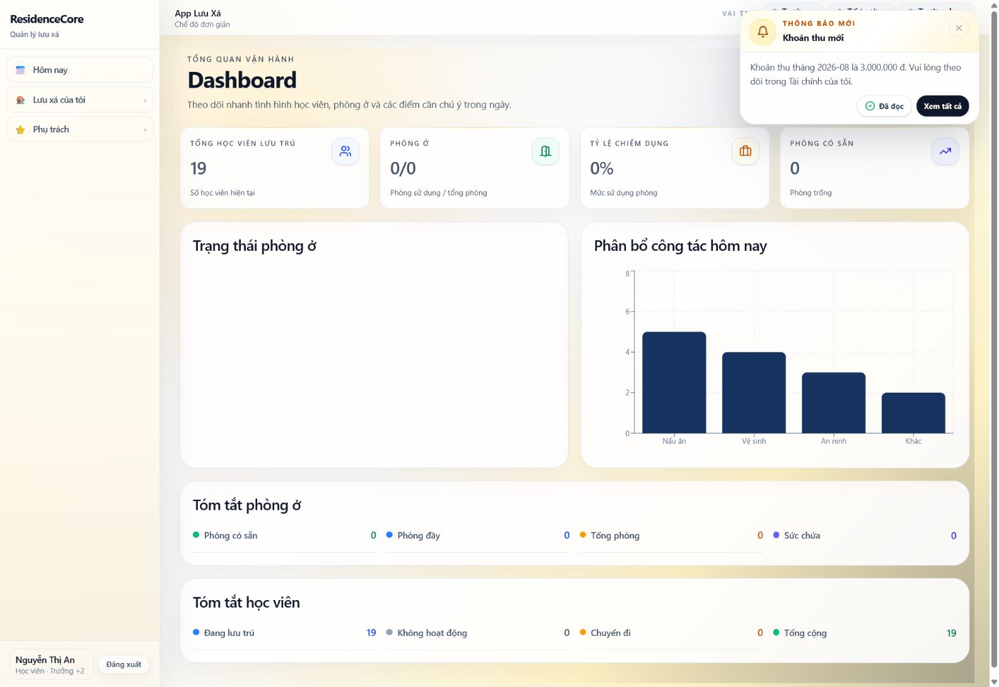 ResidenceCore
Quản lý lưu xá
Hôm nay
Lưu xá của tôi
Phụ trách
Nguyễn Thị An
Học viên · Trưởng +2
Đăng xuất
App Lưu Xá
Chế độ đơn giản
THÔNG BÁO MỚI
Khoản thu mới
Khoản thu tháng 2026-08 là 3.000.000 đ. Vui lòng theo
dõi trong Tài chính của tôi.
Đã đọc
Xem tất cả
TỔNG QUAN VẬN HÀNH
Dashboard
Theo dõi nhanh tình hình học viên, phòng ở và các điểm cần chú ý trong ngày.
TỔNG HỌC VIÊN LƯU TRÚ
19
Số học viên hiện tại
PHÒNG Ở
0/0
Phòng sử dụng / tổng phòng
TỶ LỆ CHIẾM DỤNG
0%
Mức sử dụng phòng
PHÒNG CÓ SẴN
0
Phòng trống
Trạng thái phòng ở
Phân bổ công tác hôm nay
8
6
4
2
0
Nấu ăn
Vệ sinh
An ninh
Khác
Tóm tắt phòng ở
Phòng có sẵn 0
Phòng đầy 0
Tổng phòng 0
Sức chứa 0
Tóm tắt học viên
Đang lưu trú 19
Không hoạt động 0
Chuyển đi 0
Tổng cộng 19